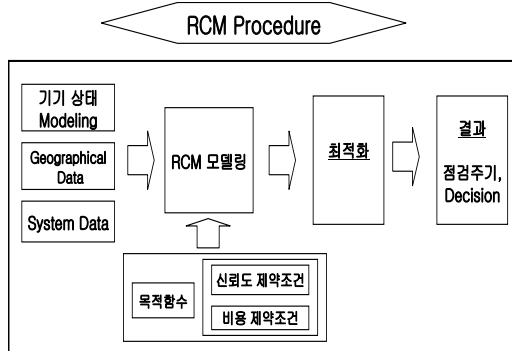 RCM Procedure
기기 상태
Modeling
Geographical
Data
System Data
RCM 모델링
최적화
결과
점검주기,
Decision
목적함수
신뢰도 제약조건
비용 제약조건